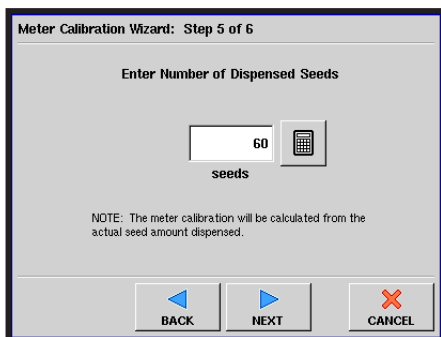 Meter Calibration Wizard: Step 5 of 6
Enter Number of Dispensed Seeds
60
seeds
NOTE: The meter calibration will be calculated from the
actual seed amount dispensed.
BACK NEXT CANCEL